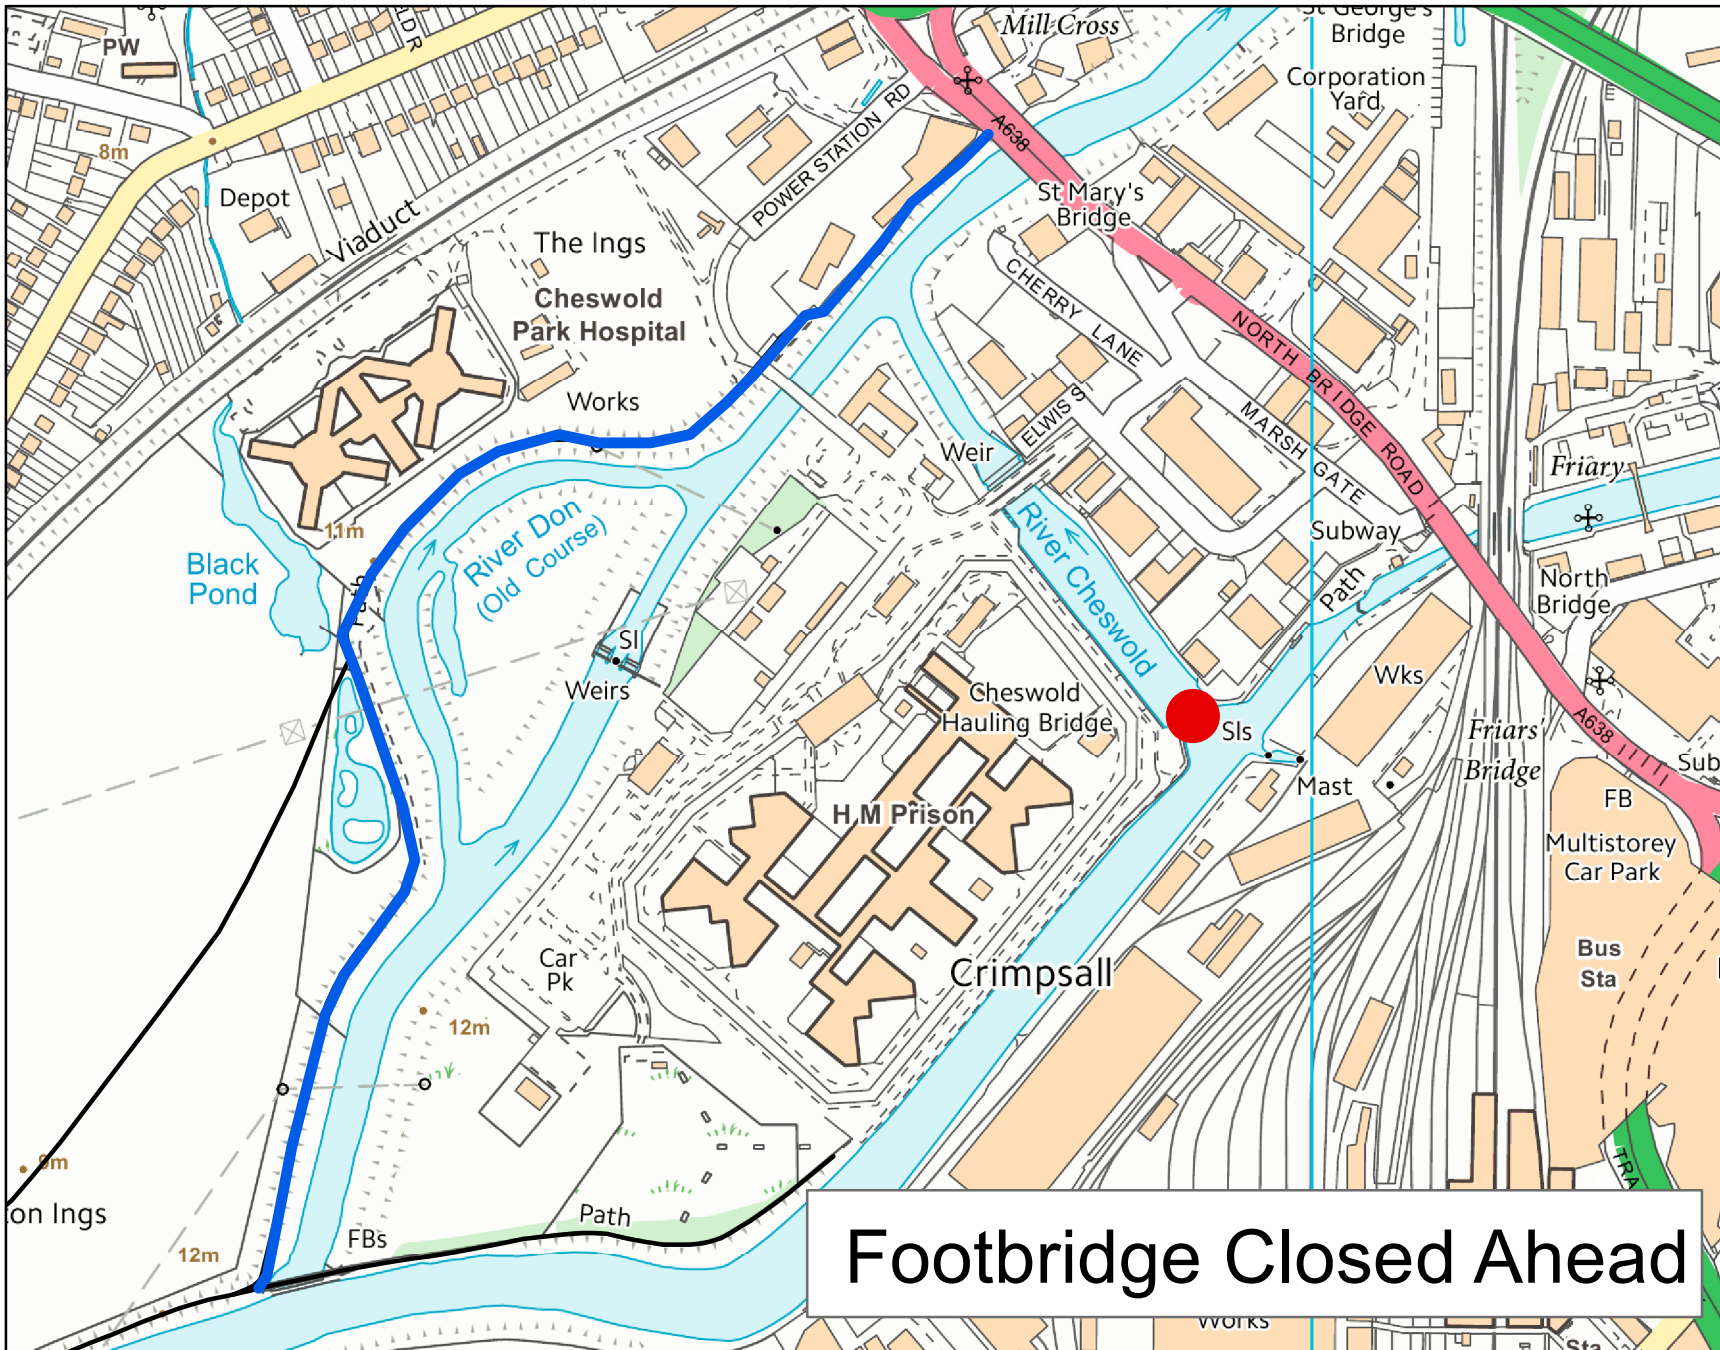 Mill Cross
St George's
Bridge
PW
Corporation
Yard
8m
POWER STATION RD
A638
Depot
St Mary's
Bridge
Viaduct
The Ings
Cheswold
Park Hospital
CHERRY LANE
NORTH BRIDGE ROAD
Works
ELWIS S
MARSH GATE
Weir
Friary
11m
River Don
(Old Course)
River Cheswold
Subway
Black
Pond
Path
North
Bridge
Sl
Weirs
Cheswold
Hauling Bridge
Wks
Sls
A638
Friars'
Bridge
Sub
Mast
FB
H M Prison
Multistorey
Car Park
Car
Pk
Crimpsall
Bus
Sta
12m
9m
TRA
on Ings
Path
FBs
12m
Footbridge Closed Ahead
Works
Sta